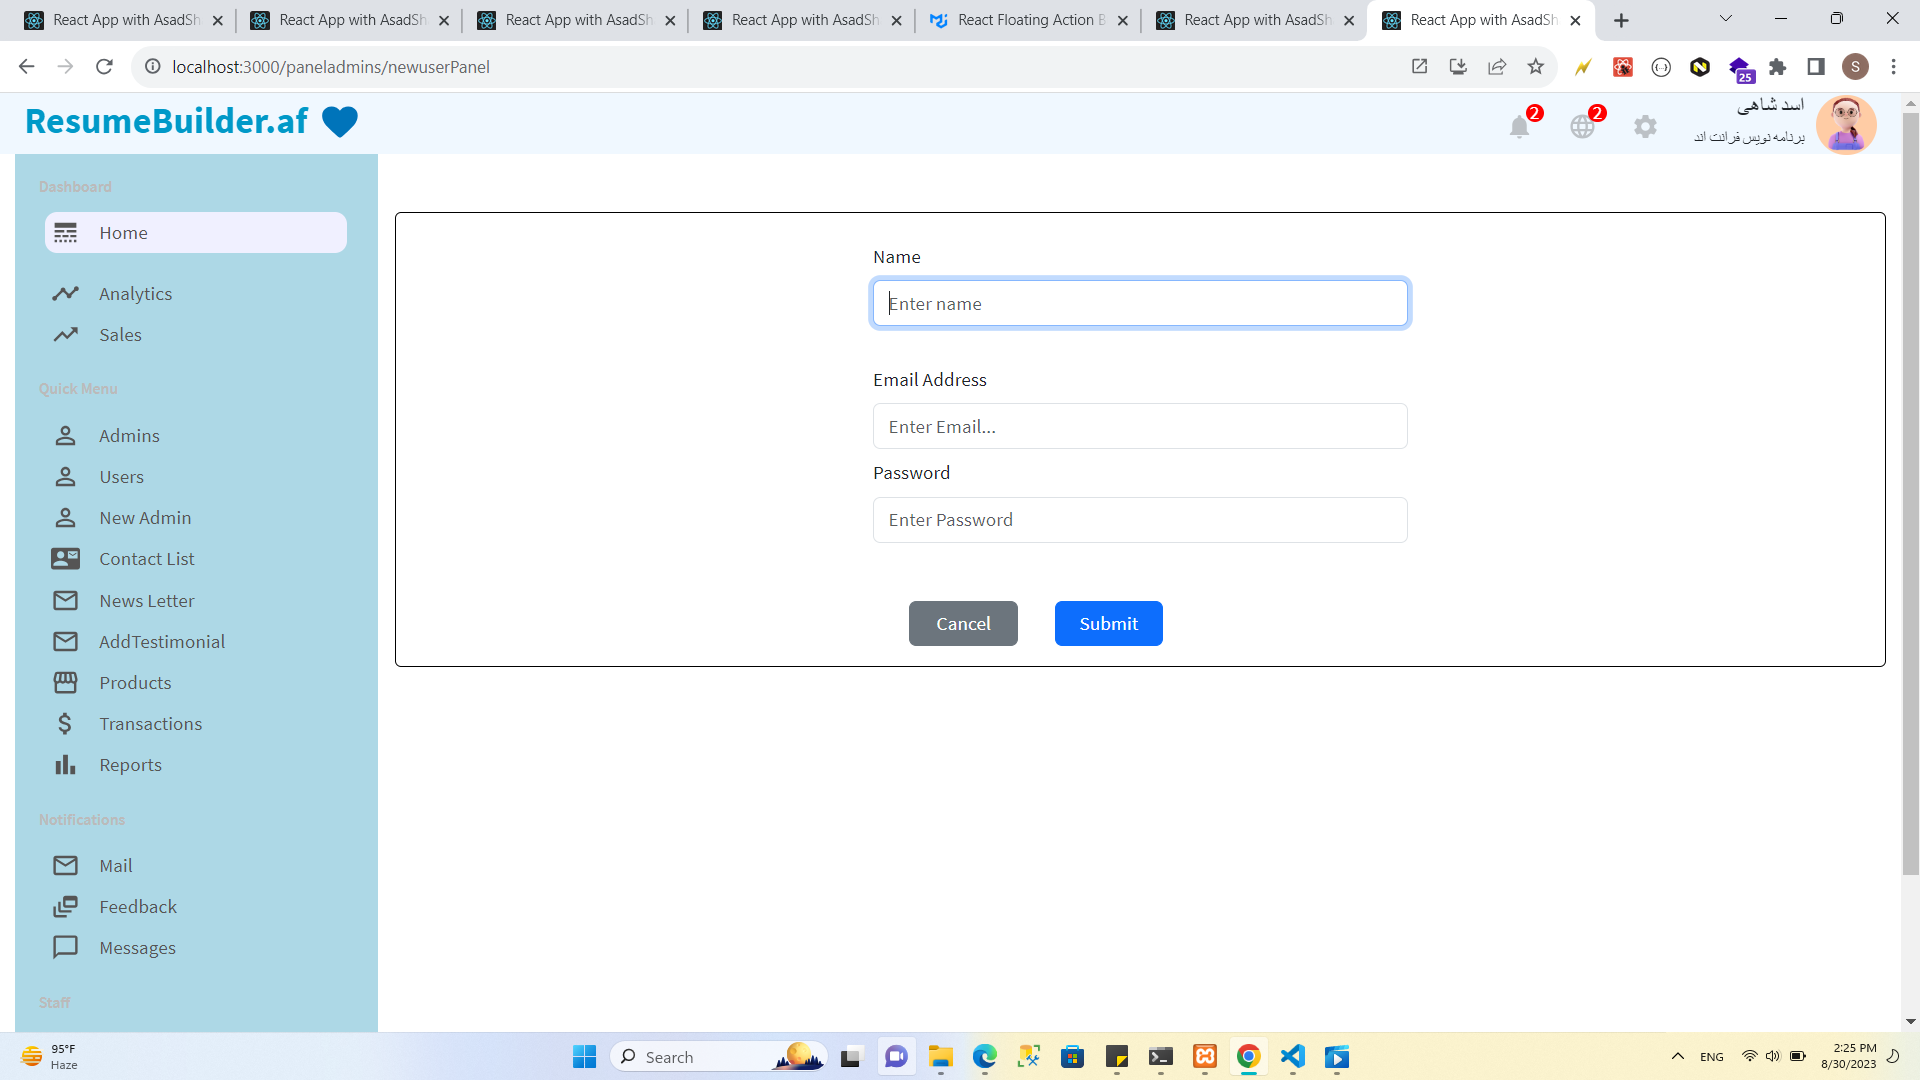 React App with AsadSh
React App with AsadSh
React App with AsadSh
React App with AsadSh
React Floating Action B
React App with AsadSh
React App with AsadSh
localhost:3000/paneladmins/newuserPanel
25
S
ResumeBuilder.af
2
2
اسد شاهی
برنامه نویس فرانت اند
Dashboard
Home
Analytics
Sales
Quick Menu
Admins
Users
New Admin
Contact List
News Letter
AddTestimonial
Products
Transactions
Reports
Notifications
Mail
Feedback
Messages
Staff
Name
Enter name
Email Address
Enter Email...
Password
Enter Password
Cancel
Submit
95°F
Haze
Search
ENG
2:25 PM
8/30/2023